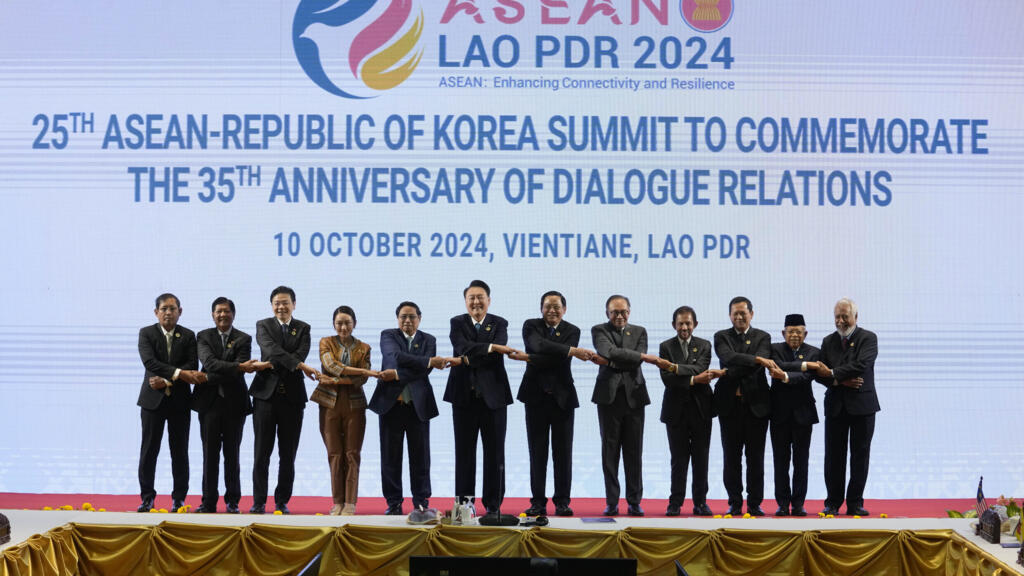 ASEAN
LAO PDR 2024
ASEAN: Enhancing Connectivity and Resilience
25TH ASEAN-REPUBLIC OF KOREA SUMMIT TO COMMEMORATE
THE 35TH ANNIVERSARY OF DIALOGUE RELATIONS
10 OCTOBER 2024, VIENTIANE, LAO PDR